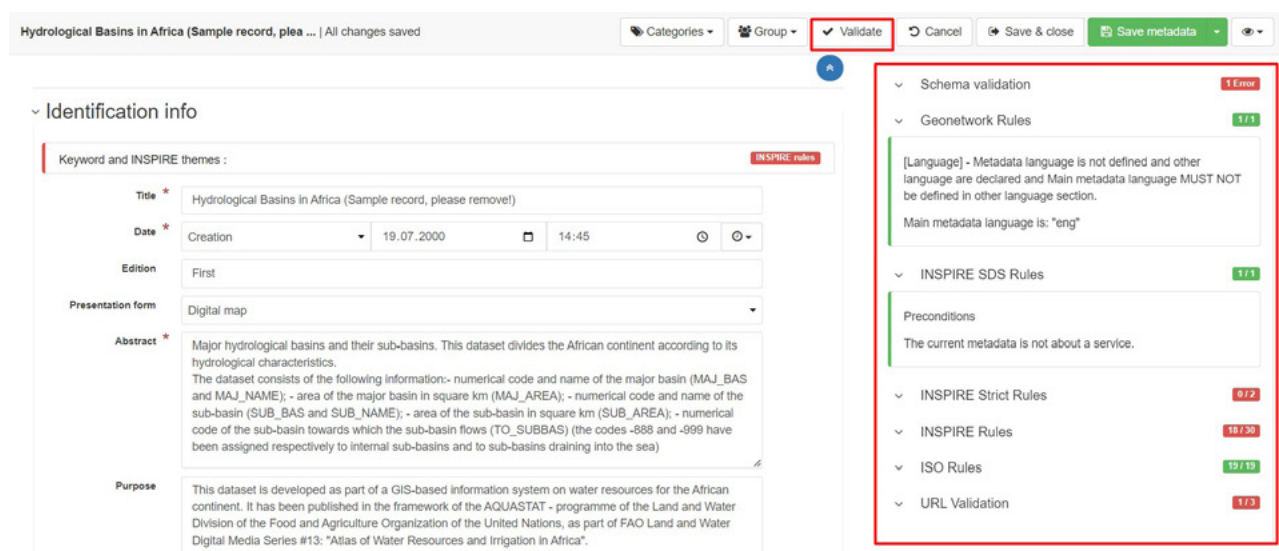 Hydrological Basins in Africa (Sample record, plea ... | All changes saved
Categories
Group
Validate
Cancel
Save & close
Save metadata
Identification info
Keyword and INSPIRE themes :
INSPIRE rules
Title *
Hydrological Basins in Africa (Sample record, please remove!)
Date *
Creation
19.07.2000
14:45
Edition
First
Presentation form
Digital map
Abstract *
Major hydrological basins and their sub-basins. This dataset divides the African continent according to its
hydrological characteristics.
The dataset consists of the following information:- numerical code and name of the major basin (MAJ_BAS
and MAJ_NAME); - area of the major basin in square km (MAJ_AREA); - numerical code and name of the
sub-basin (SUB_BAS and SUB_NAME); - area of the sub-basin in square km (SUB_AREA); - numerical
code of the sub-basin towards which the sub-basin flows (TO_SUBBAS) (the codes -888 and -999 have
been assigned respectively to internal sub-basins and to sub-basins draining into the sea)
Purpose
This dataset is developed as part of a GIS-based information system on water resources for the African
continent. It has been published in the framework of the AQUASTAT - programme of the Land and Water
Division of the Food and Agriculture Organization of the United Nations, as part of FAO Land and Water
Digital Media Series #13: "Atlas of Water Resources and Irrigation in Africa".
Schema validation
1 Error
Geonetwork Rules
1 / 1
[Language] - Metadata language is not defined and other
language are declared and Main metadata language MUST NOT
be defined in other language section.
Main metadata language is: "eng"
INSPIRE SDS Rules
1 / 1
Preconditions
The current metadata is not about a service.
INSPIRE Strict Rules
0 / 2
INSPIRE Rules
18 / 30
ISO Rules
19 / 19
URL Validation
1 / 3